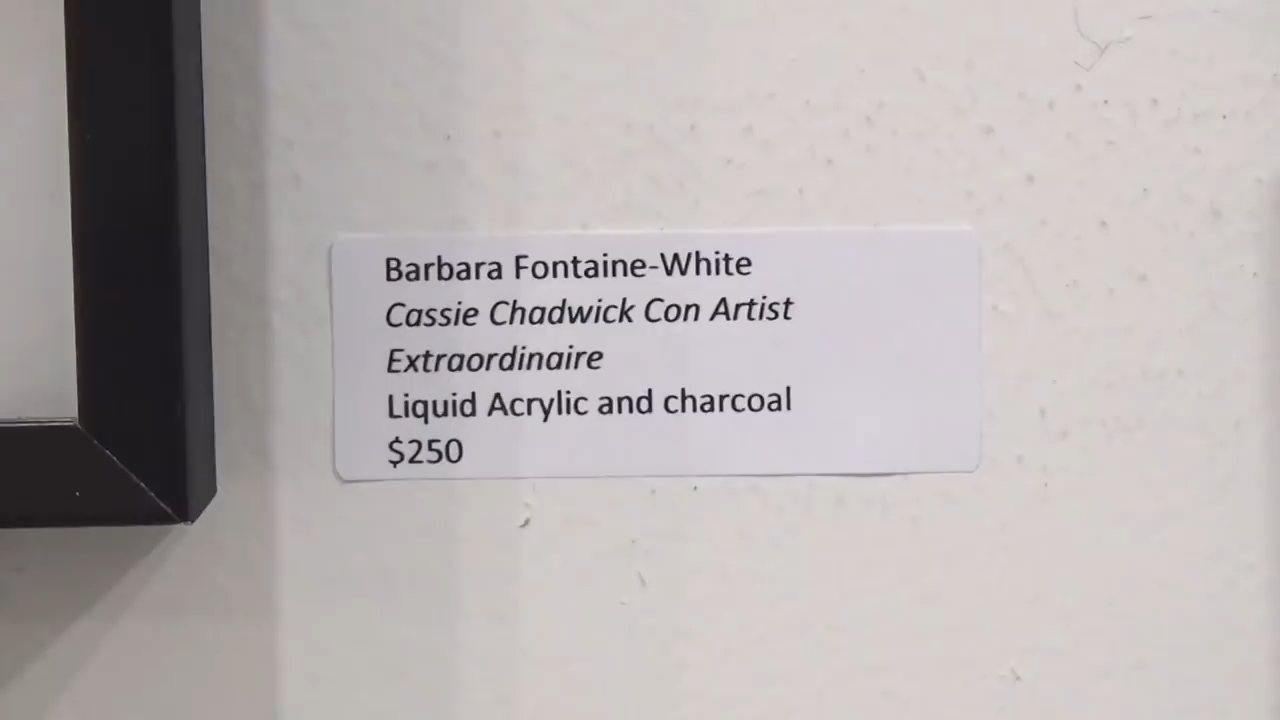 Barbara Fontaine-White
Cassie Chadwick Con Artist
Extraordinaire
Liquid Acrylic and charcoal
$250